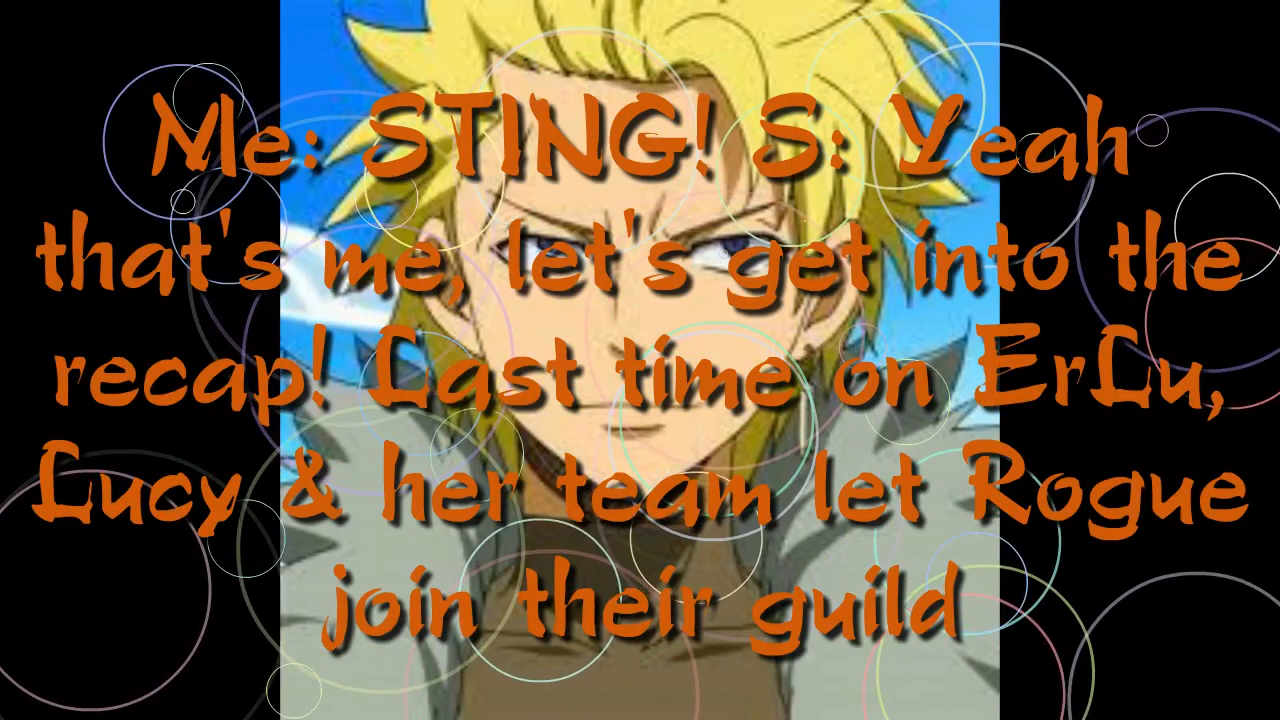 Me: STING! S: Yeah
that's me, let's get into the
recap! Last time on ErLu,
Lucy & her team let Rogue
join their guild